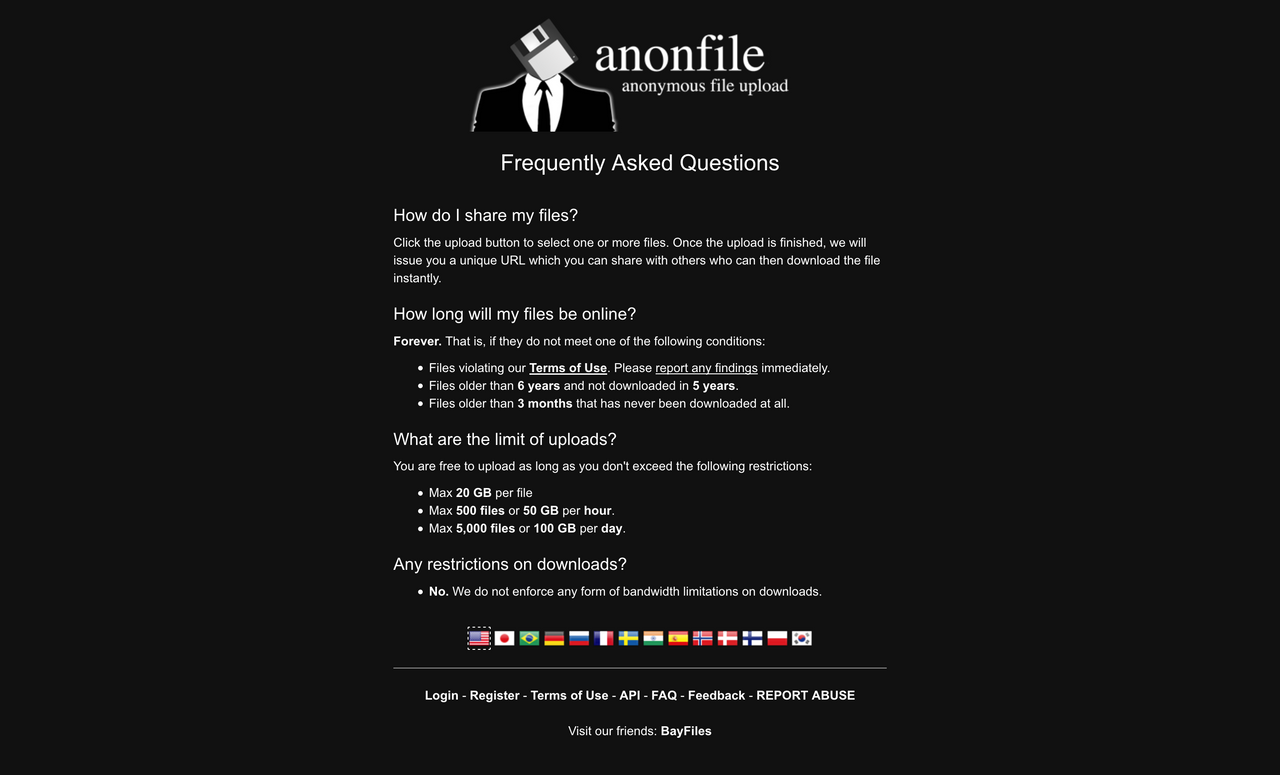 anonfile
anonymous file upload
Frequently Asked Questions
How do I share my files?
Click the upload button to select one or more files. Once the upload is finished, we will
issue you a unique URL which you can share with others who can then download the file
instantly.
How long will my files be online?
Forever. That is, if they do not meet one of the following conditions:
• Files violating our Terms of Use. Please report any findings immediately.
• Files older than 6 years and not downloaded in 5 years.
• Files older than 3 months that has never been downloaded at all.
What are the limit of uploads?
You are free to upload as long as you don't exceed the following restrictions:
• Max 20 GB per file
• Max 500 files or 50 GB per hour.
• Max 5,000 files or 100 GB per day.
Any restrictions on downloads?
• No. We do not enforce any form of bandwidth limitations on downloads.
Login - Register - Terms of Use - API - FAQ - Feedback - REPORT ABUSE
Visit our friends: BayFiles